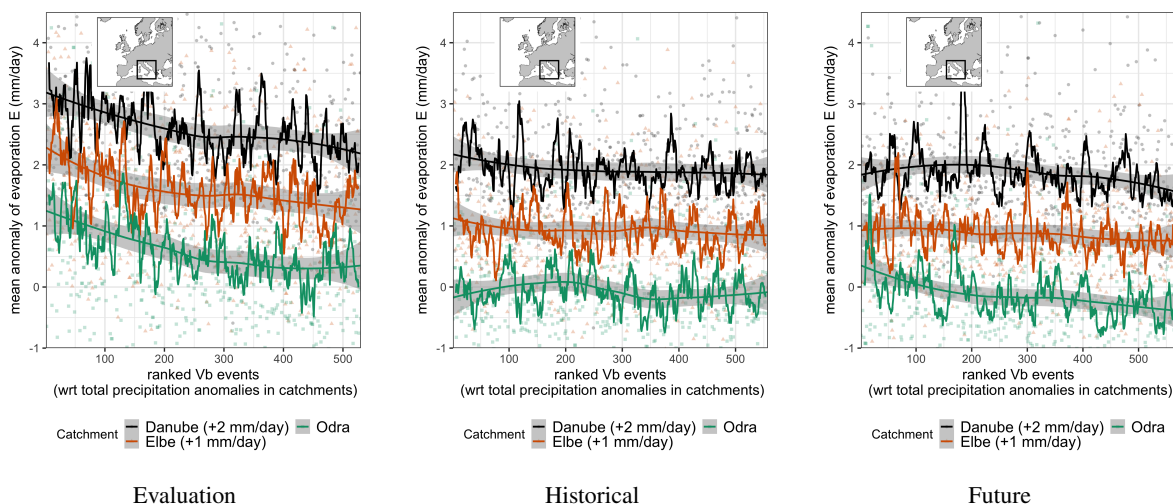 mean anomaly of evaporation E (mm/day)
4
3
2
1
0
-1
100 200 300 400 500
ranked Vb events
(wrt total precipitation anomalies in catchments)
Catchment Danube (+2 mm/day) Odra
Elbe (+1 mm/day)
Evaluation
mean anomaly of evaporation E (mm/day)
4
3
2
1
0
-1
100 200 300 400 500
ranked Vb events
(wrt total precipitation anomalies in catchments)
Catchment Danube (+2 mm/day) Odra
Elbe (+1 mm/day)
Historical
mean anomaly of evaporation E (mm/day)
4
3
2
1
0
-1
100 200 300 400 500
ranked Vb events
(wrt total precipitation anomalies in catchments)
Catchment Danube (+2 mm/day) Odra
Elbe (+1 mm/day)
Future